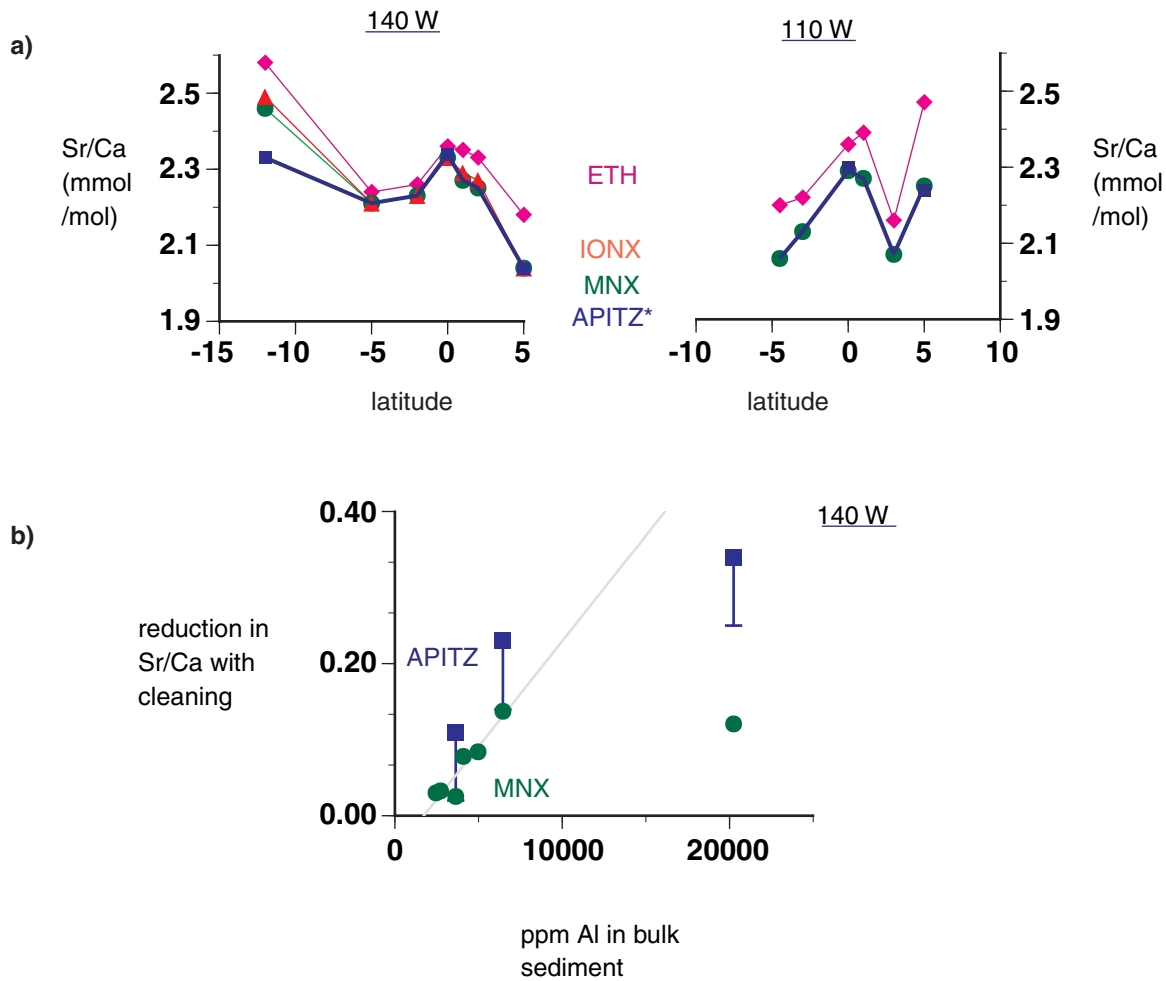 a)
140 W
110 W
Sr/Ca
(mmol
/mol)
2.5
2.3
2.1
1.9
-15
-10
-5
0
5
latitude
ETH
IONX
MNX
APITZ*
2.5
2.3
2.1
1.9
Sr/Ca
(mmol
/mol)
-10
-5
0
5
10
latitude
b)
140 W
reduction in
Sr/Ca with
cleaning
0.40
0.20
0.00
APITZ
MNX
0
10000
20000
ppm Al in bulk
sediment